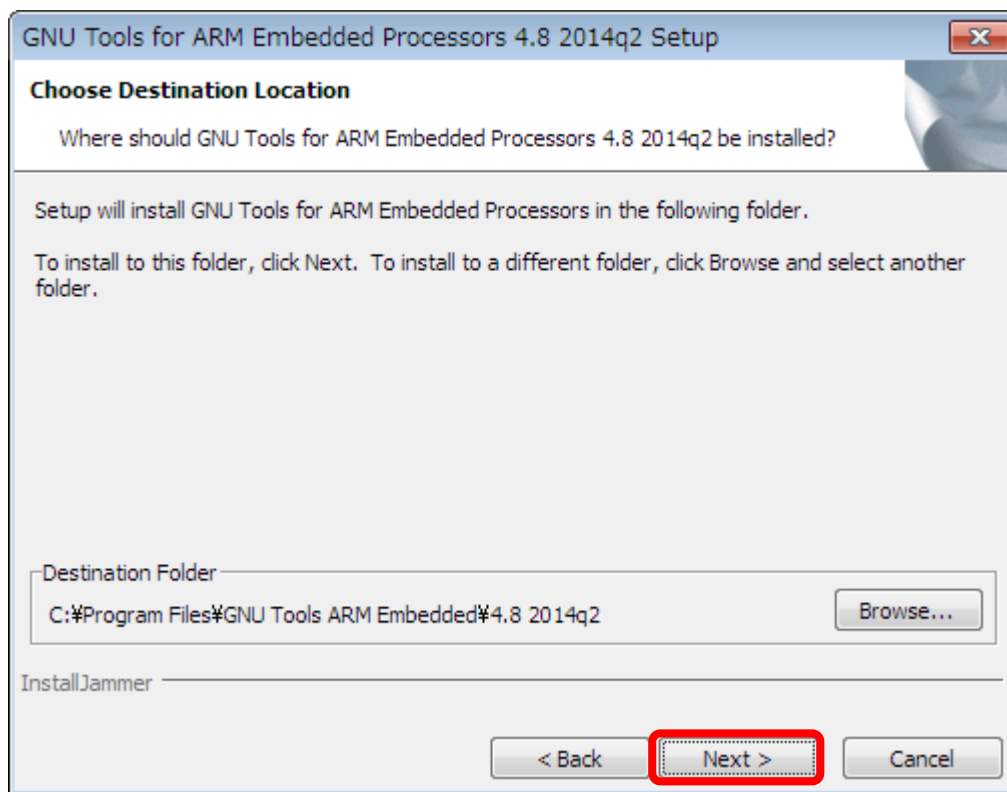 GNU Tools for ARM Embedded Processors 4.8 2014q2 Setup
Choose Destination Location
Where should GNU Tools for ARM Embedded Processors 4.8 2014q2 be installed?
Setup will install GNU Tools for ARM Embedded Processors in the following folder.
To install to this folder, click Next.  To install to a different folder, click Browse and select another
folder.
Destination Folder
C:¥Program Files¥GNU Tools ARM Embedded¥4.8 2014q2
Browse...
InstallJammer
< Back
Next >
Cancel